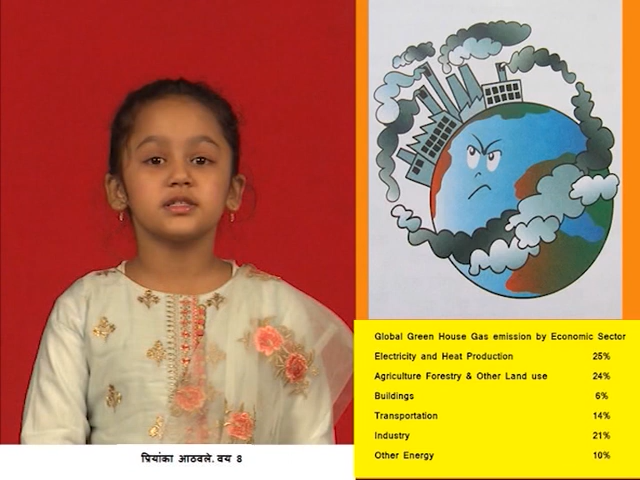 प्रियांका आठवले. वय 8
Global Green House Gas emission by Economic Sector
Electricity and Heat Production 25%
Agriculture Forestry & Other Land use 24%
Buildings 6%
Transportation 14%
Industry 21%
Other Energy 10%